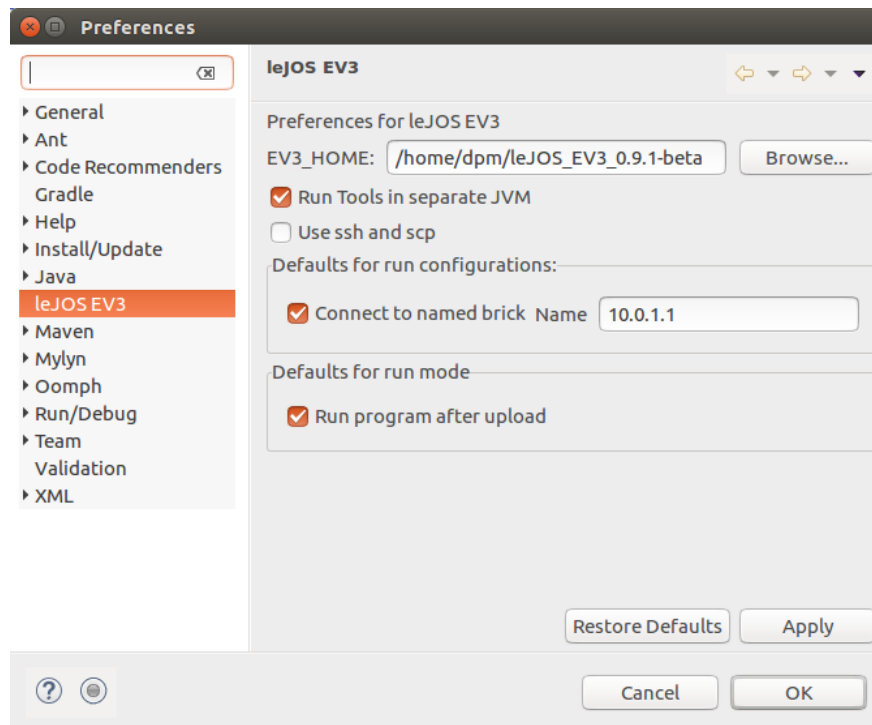 Preferences
leJOS EV3
General
Ant
Code Recommenders
Gradle
Help
Install/Update
Java
leJOS EV3
Maven
Mylyn
Oomph
Run/Debug
Team
Validation
XML
Preferences for leJOS EV3
EV3_HOME: /home/dpm/leJOS_EV3_0.9.1-beta Browse...
Run Tools in separate JVM
Use ssh and scp
Defaults for run configurations:
Connect to named brick Name 10.0.1.1
Defaults for run mode
Run program after upload
Restore Defaults Apply
? Cancel OK